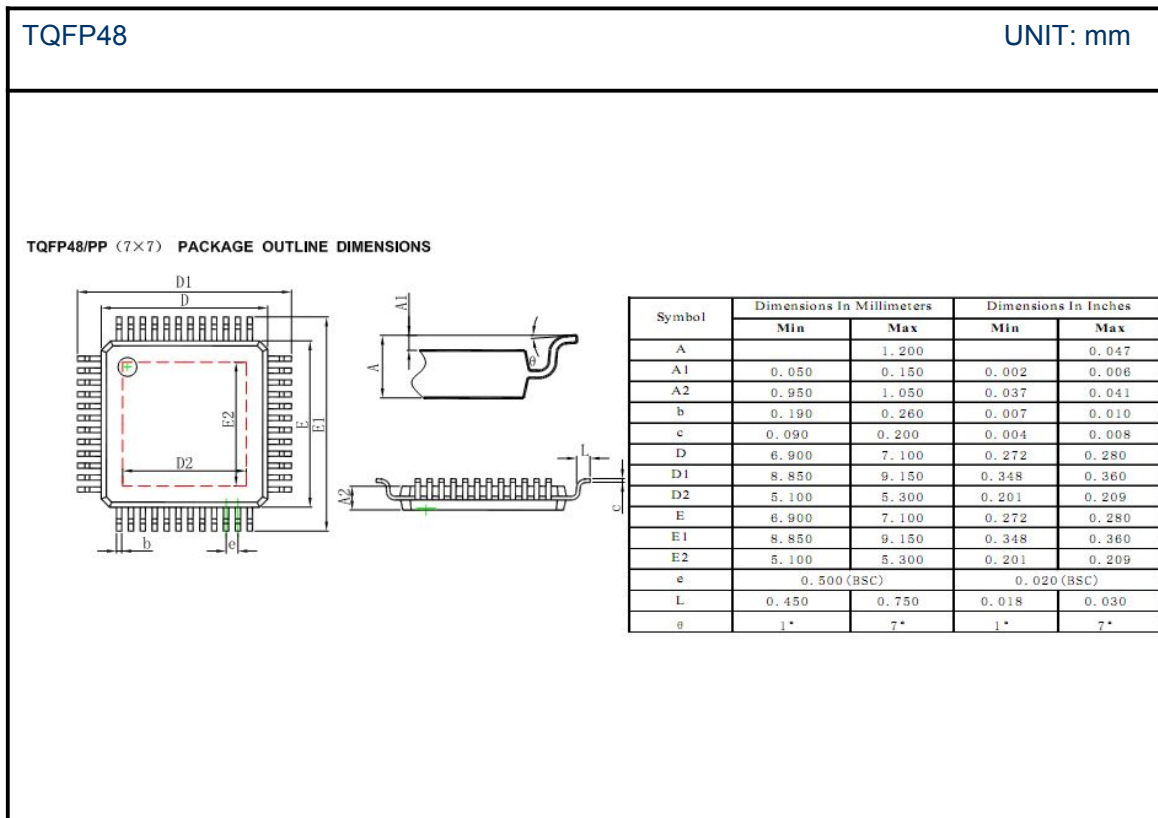 TQFP48 UNIT: mm
TQFP48/PP (7×7) PACKAGE OUTLINE DIMENSIONS
D1
D
E2
E
E1
D2
b
e
A1
A
θ
L
A2
c
Symbol Dimensions In Millimeters Dimensions In Inches
Min Max Min Max
A 1.200 0.047
A1 0.050 0.150 0.002 0.006
A2 0.950 1.050 0.037 0.041
b 0.190 0.260 0.007 0.010
c 0.090 0.200 0.004 0.008
D 6.900 7.100 0.272 0.280
D1 8.850 9.150 0.348 0.360
D2 5.100 5.300 0.201 0.209
E 6.900 7.100 0.272 0.280
E1 8.850 9.150 0.348 0.360
E2 5.100 5.300 0.201 0.209
e 0.500(BSC) 0.020(BSC)
L 0.450 0.750 0.018 0.030
θ 1° 7° 1° 7°